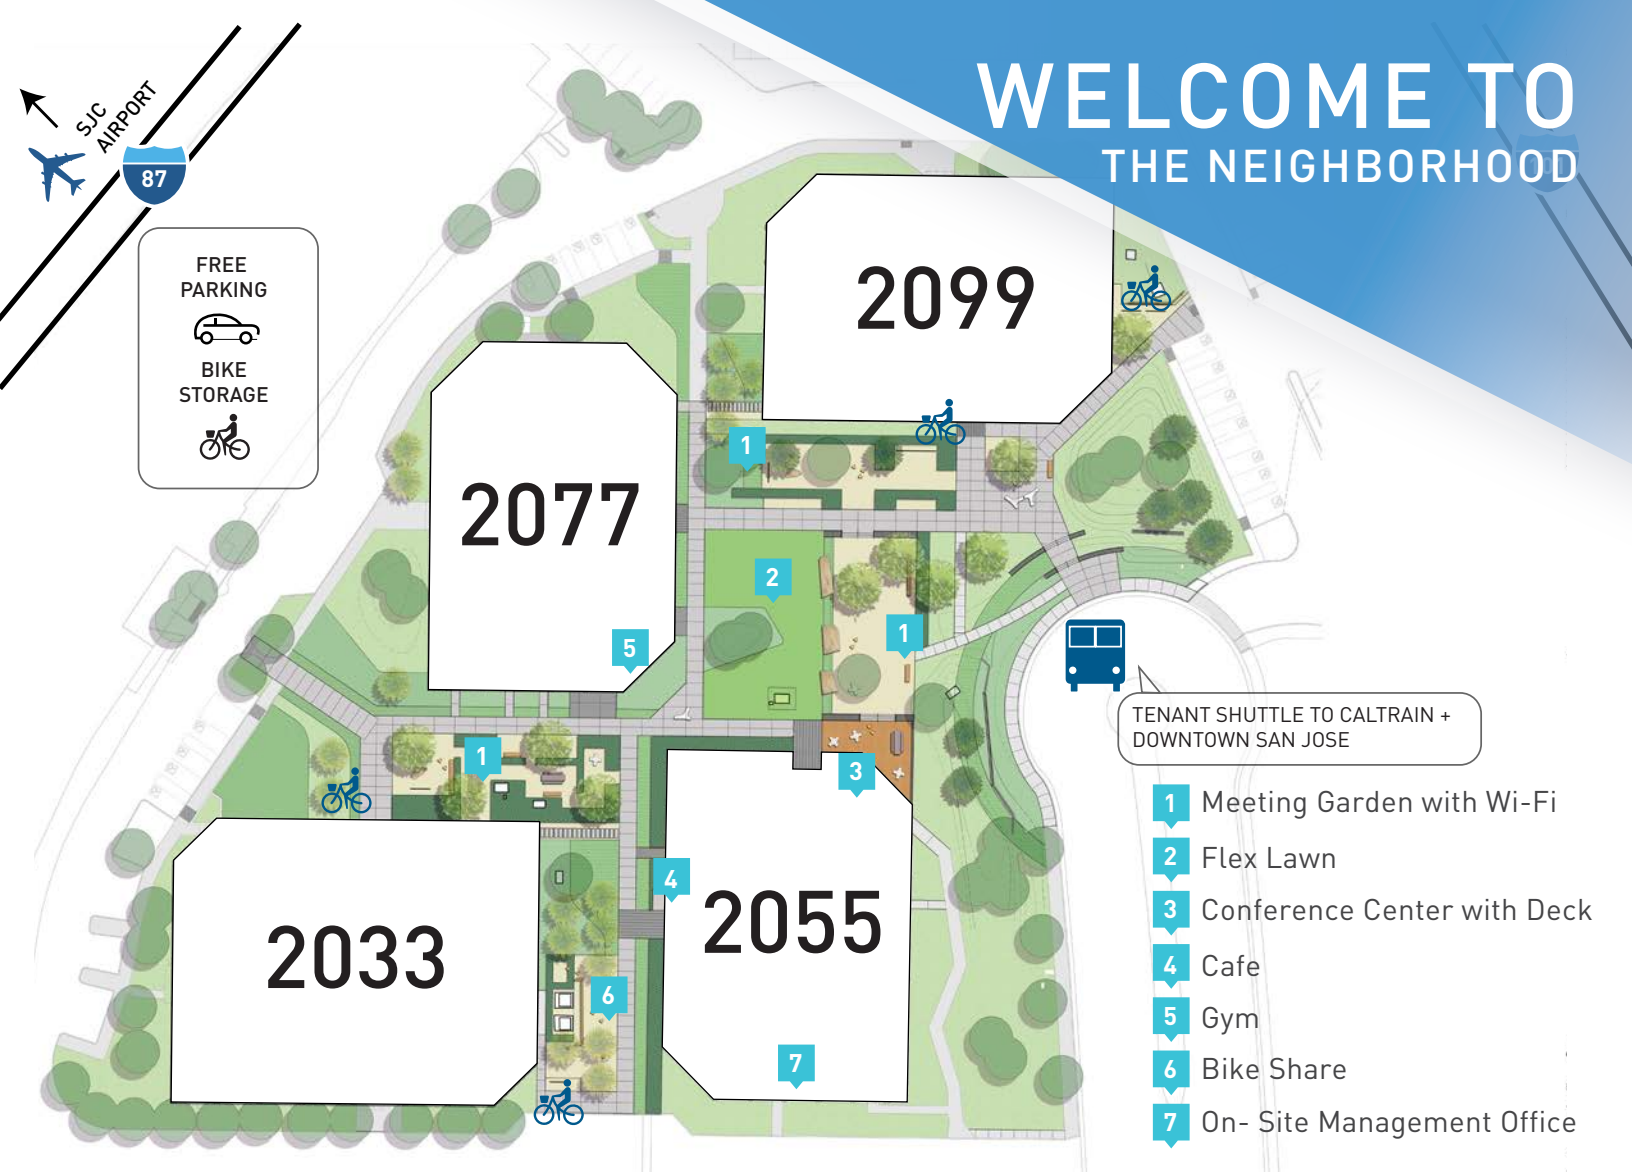 WELCOME TO
THE NEIGHBORHOOD
101
SJC
AIRPORT
87
FREE
PARKING
BIKE
STORAGE
2099
2077
1
2
1
5
1
3
TENANT SHUTTLE TO CALTRAIN +
DOWNTOWN SAN JOSE
4
2055
2033
6
7
1 Meeting Garden with Wi-Fi
2 Flex Lawn
3 Conference Center with Deck
4 Cafe
5 Gym
6 Bike Share
7 On- Site Management Office